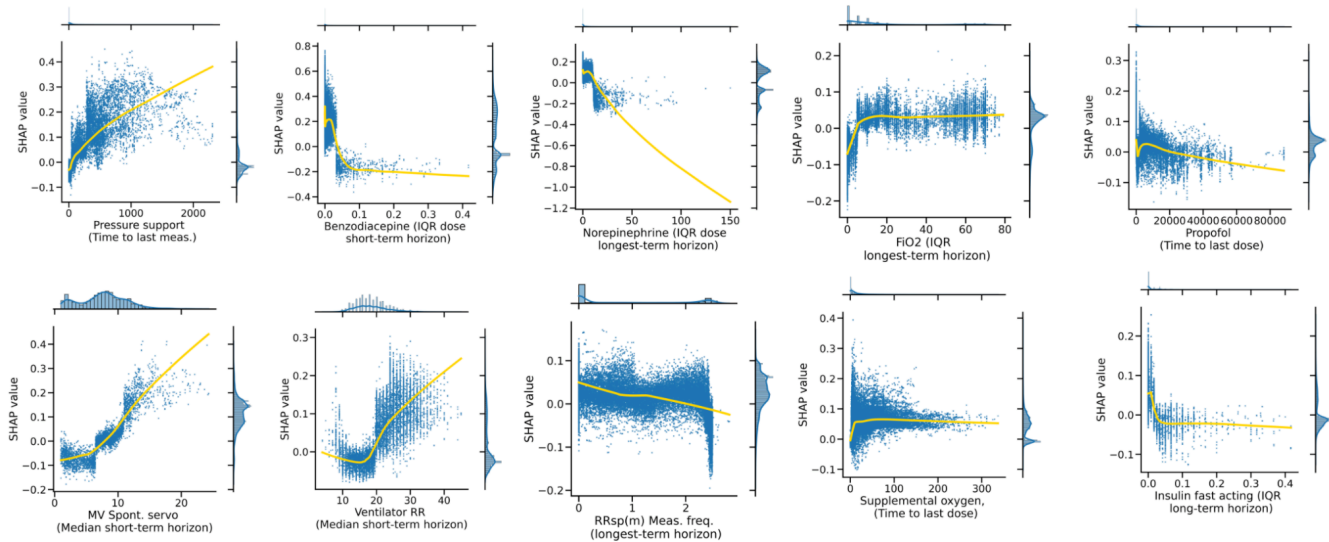 SHAP value
0.4
0.3
0.2
0.1
0.0
−0.1
0 1000 2000
Pressure support
(Time to last meas.)
SHAP value
0.8
0.6
0.4
0.2
0.0
−0.2
−0.4
0.0 0.1 0.2 0.3 0.4
Benzodiacepine (IQR dose
short-term horizon)
SHAP value
0.2
0.0
−0.2
−0.4
−0.6
−0.8
−1.0
−1.2
0 50 100 150
Norepinephrine (IQR dose
longest-term horizon)
SHAP value
0.2
0.1
0.0
−0.1
−0.2
0 20 40 60 80
FiO2 (IQR
longest-term horizon)
SHAP value
0.3
0.2
0.1
0.0
−0.1
0 20000 40000 60000 80000
Propofol
(Time to last dose)
SHAP value
0.4
0.3
0.2
0.1
0.0
−0.1
−0.2
0 10 20
MV Spont. servo
(Median short-term horizon)
SHAP value
0.3
0.2
0.1
0.0
10 20 30 40
Ventilator RR
(Median short-term horizon)
SHAP value
0.1
0.0
−0.1
−0.2
0 1 2
RRsp(m) Meas. freq.
(longest-term horizon)
SHAP value
0.4
0.3
0.2
0.1
0.0
−0.1
0 100 200 300
Supplemental oxygen,
(Time to last dose)
SHAP value
0.2
0.1
0.0
−0.1
0.0 0.1 0.2 0.3 0.4
Insulin fast acting (IQR
long-term horizon)